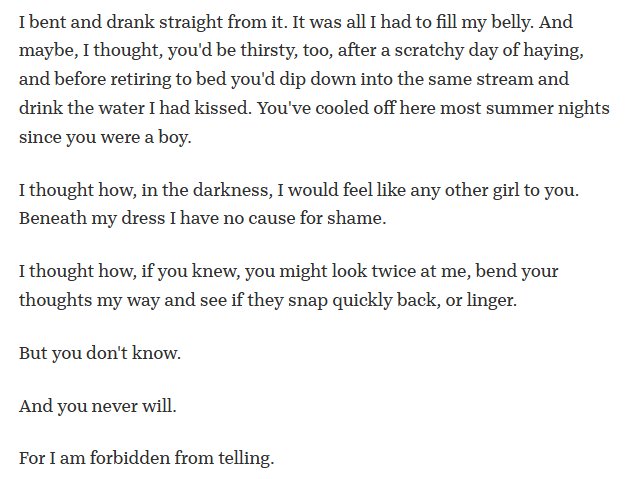 I bent and drank straight from it. It was all I had to fill my belly. And
maybe, I thought, you'd be thirsty, too, after a scratchy day of haying,
and before retiring to bed you'd dip down into the same stream and
drink the water I had kissed. You've cooled off here most summer nights
since you were a boy.
I thought how, in the darkness, I would feel like any other girl to you.
Beneath my dress I have no cause for shame.
I thought how, if you knew, you might look twice at me, bend your
thoughts my way and see if they snap quickly back, or linger.
But you don't know.
And you never will.
For I am forbidden from telling.